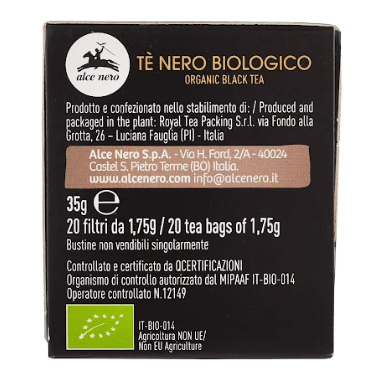 alce nero
TÈ NERO BIOLOGICO
ORGANIC BLACK TEA
Prodotto e confezionato nello stabilimento di: / Produced and
packaged in the plant: Royal Tea Packing S.r.l. via Fondo alla
Grotta, 26 – Luciana Fauglia (PI) - Italia
Alce Nero S.p.A. - Via H. Ford, 2/A - 40024
Castel S. Pietro Terme (BO) Italia.
www.alcenero.com info@alcenero.it
35g e
20 filtri da 1,75g / 20 tea bags of 1,75g
Bustine non vendibili singolarmente
Controllato e certificato da QCERTIFICAZIONI
Organismo di controllo autorizzato dal MIPAAF IT-BIO-014
Operatore controllato N.12149
IT-BIO-014
Agricoltura NON UE/
Non EU Agriculture